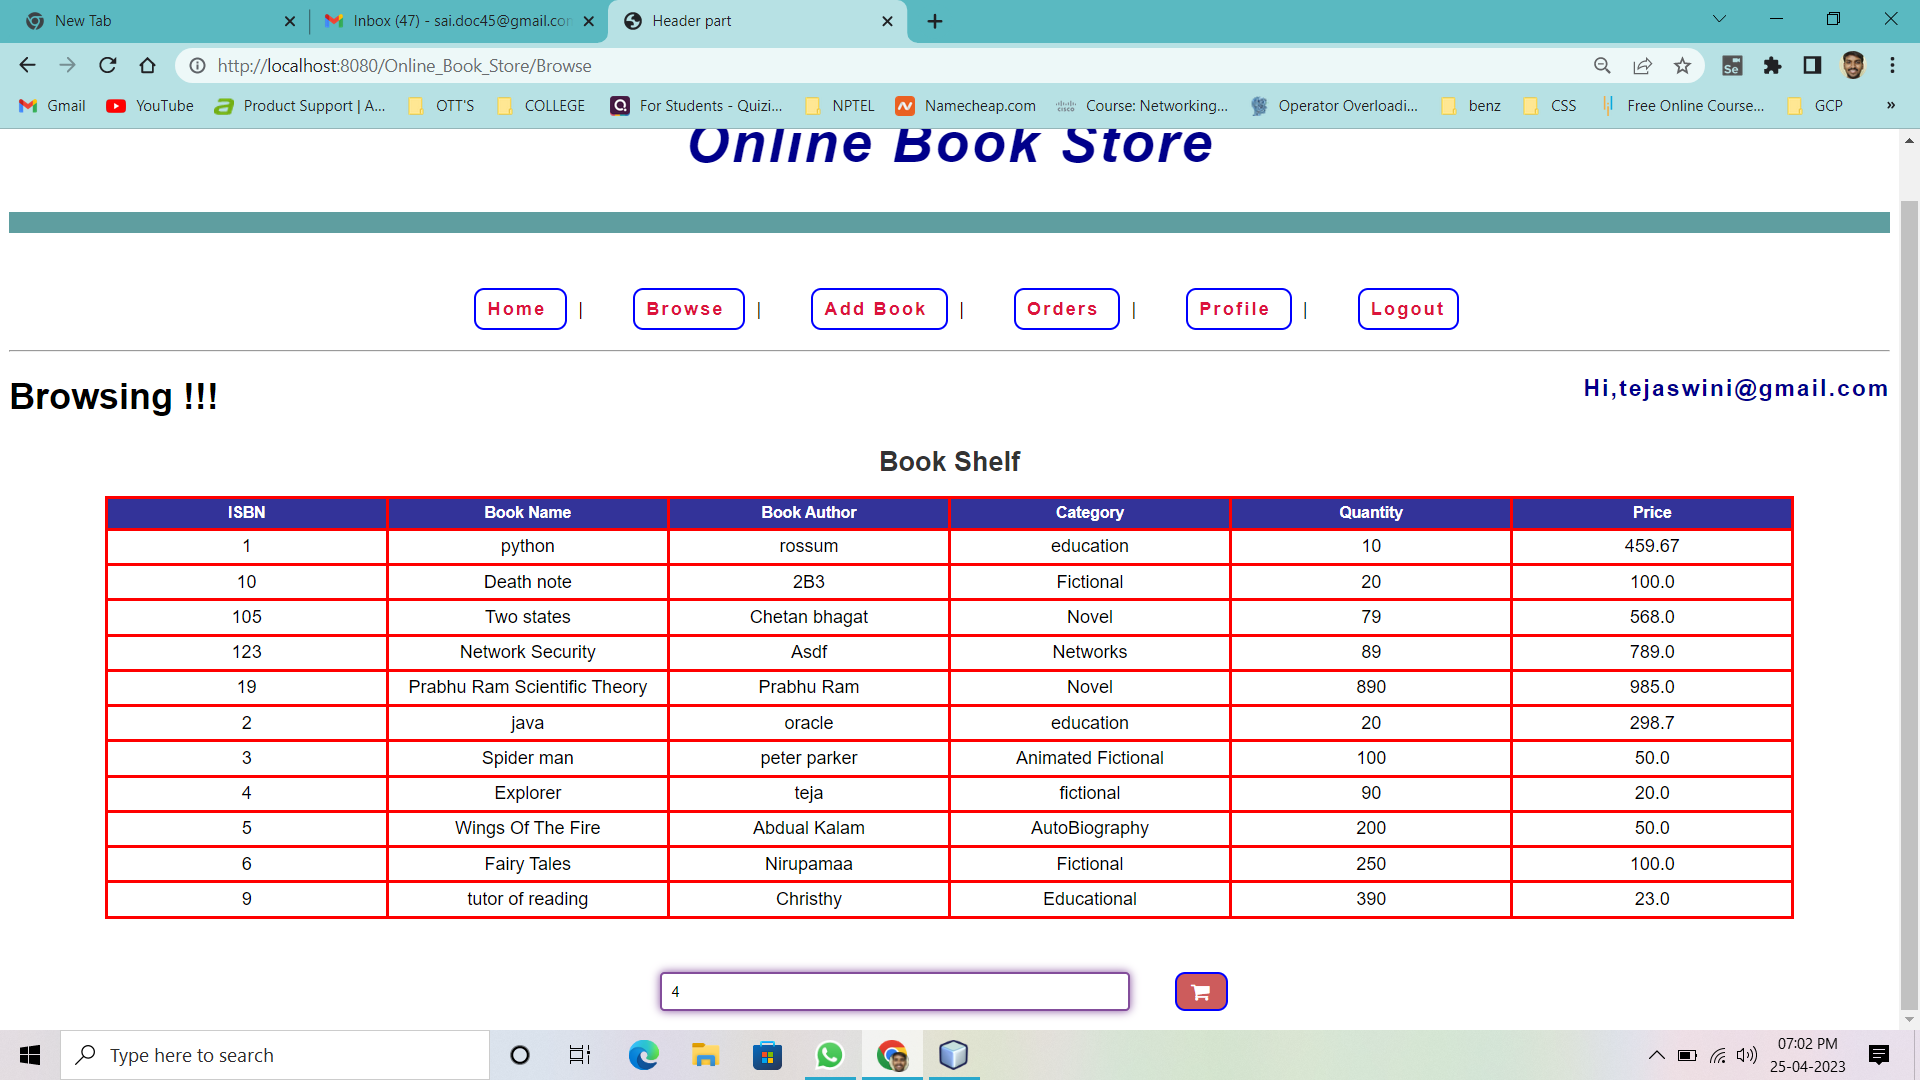 New Tab
Inbox (47) - sai.doc45@gmail.con
Header part
http://localhost:8080/Online_Book_Store/Browse
Se
Gmail YouTube Product Support | A... OTT'S COLLEGE For Students - Quizi... NPTEL Namecheap.com Course: Networking... Operator Overloadi... benz CSS Free Online Course... GCP »
Online Book Store
Home | Browse | Add Book | Orders | Profile | Logout
Browsing !!!
Hi,tejaswini@gmail.com
Book Shelf
ISBN Book Name Book Author Category Quantity Price
1 python rossum education 10 459.67
10 Death note 2B3 Fictional 20 100.0
105 Two states Chetan bhagat Novel 79 568.0
123 Network Security Asdf Networks 89 789.0
19 Prabhu Ram Scientific Theory Prabhu Ram Novel 890 985.0
2 java oracle education 20 298.7
3 Spider man peter parker Animated Fictional 100 50.0
4 Explorer teja fictional 90 20.0
5 Wings Of The Fire Abdual Kalam AutoBiography 200 50.0
6 Fairy Tales Nirupamaa Fictional 250 100.0
9 tutor of reading Christhy Educational 390 23.0
4
Type here to search
07:02 PM
25-04-2023